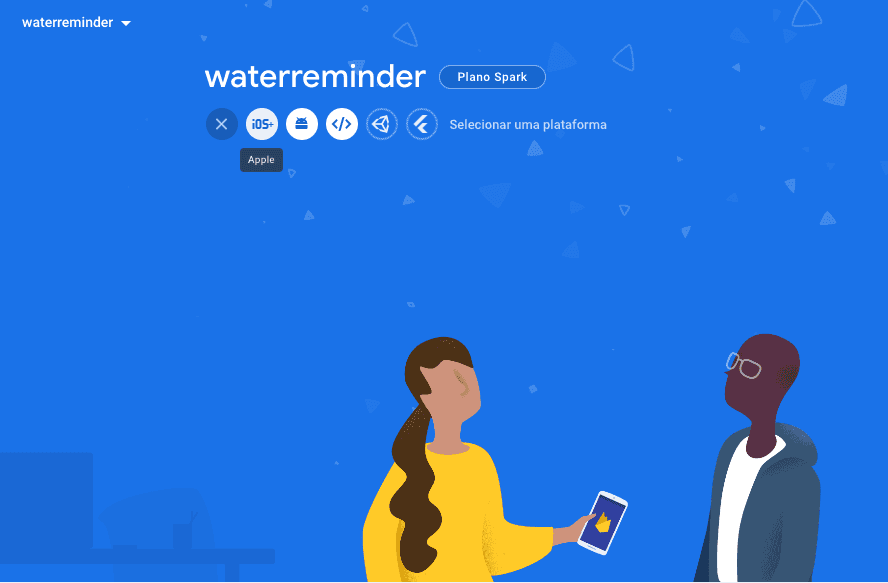 waterreminder
waterreminder Plano Spark
iOS+ </> Selecionar uma plataforma
Apple